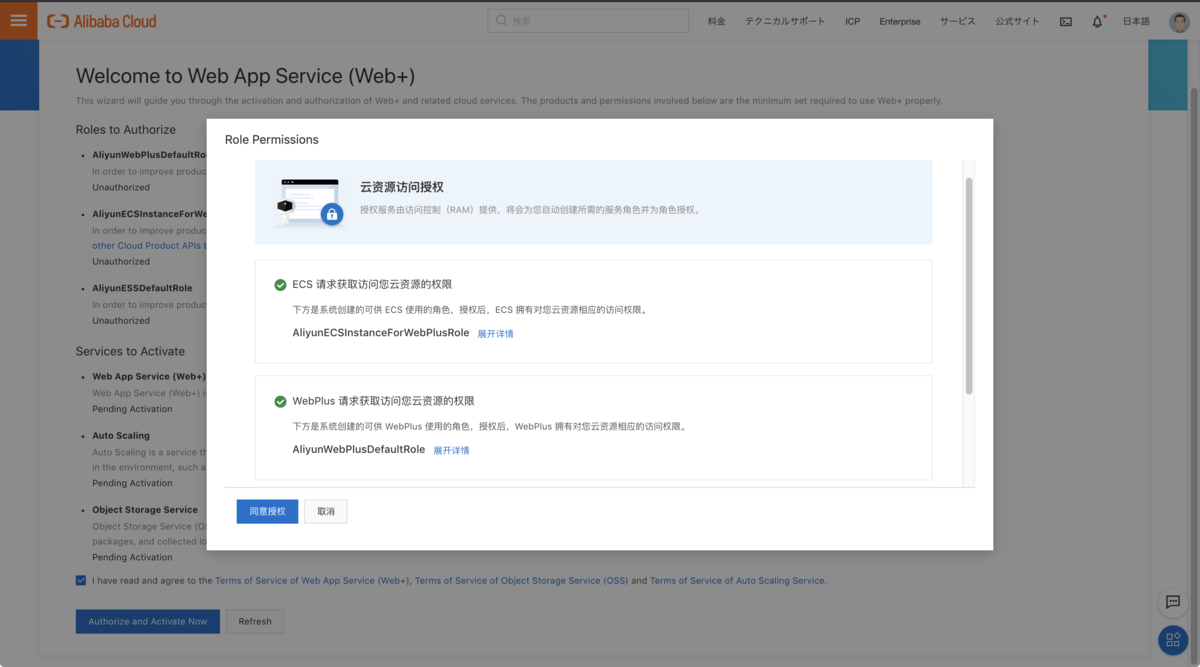 Alibaba Cloud
検索
料金
テクニカルサポート
ICP
Enterprise
サービス
公式サイト
日本語
Welcome to Web App Service (Web+)
This wizard will guide you through the activation and authorization of Web+ and related cloud services. The products and permissions involved below are the minimum set required to use Web+ properly.
Roles to Authorize
AliyunWebPlusDefaultRo
In order to improve produc
Unauthorized
AliyunECSInstanceForWe
In order to improve produc
other Cloud Product APIs b
Unauthorized
AliyunESSDefaultRole
In order to improve produc
Unauthorized
Services to Activate
Web App Service (Web+)
Web App Service (Web+) i
Pending Activation
Auto Scaling
Auto Scaling is a service th
in the environment, such a
Pending Activation
Object Storage Service
Object Storage Service (OS
packages, and collected lo
Pending Activation
I have read and agree to the Terms of Service of Web App Service (Web+), Terms of Service of Object Storage Service (OSS) and Terms of Service of Auto Scaling Service.
Authorize and Activate Now
Refresh
Role Permissions
云资源访问授权
授权服务由访问控制（RAM）提供，将会为您自动创建所需的服务角色并为角色授权。
ECS 请求获取访问您云资源的权限
下方是系统创建的可供 ECS 使用的角色，授权后，ECS 拥有对您云资源相应的访问权限。
AliyunECSInstanceForWebPlusRole 展开详情
WebPlus 请求获取访问您云资源的权限
下方是系统创建的可供 WebPlus 使用的角色，授权后，WebPlus 拥有对您云资源相应的访问权限。
AliyunWebPlusDefaultRole 展开详情
同意授权
取消